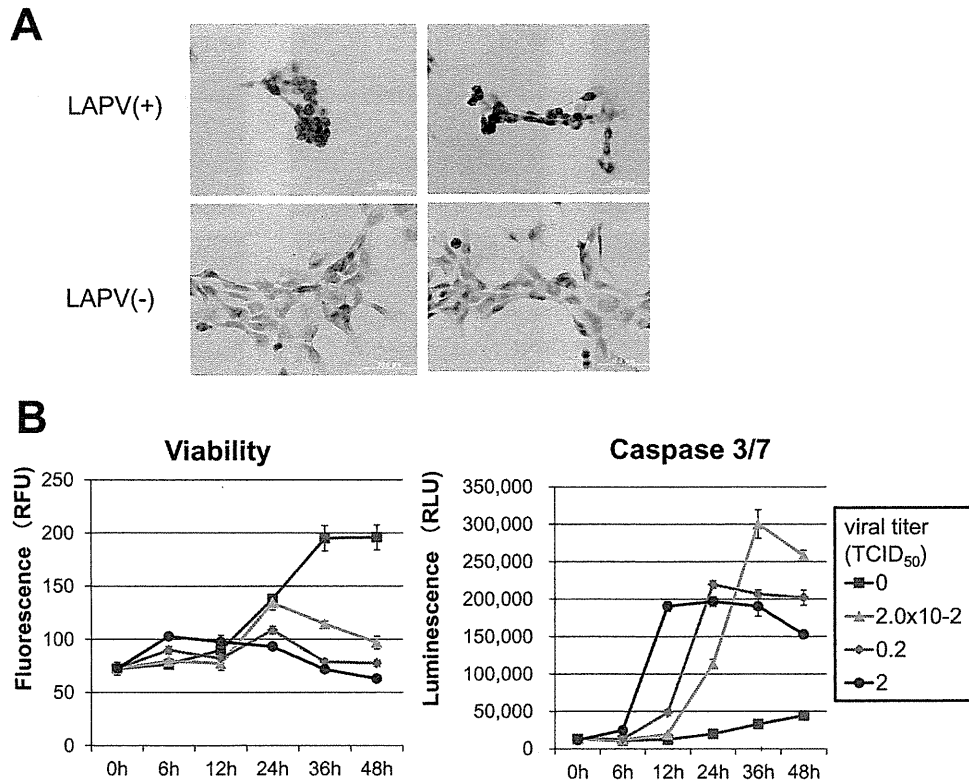 A
LAPV(+)
LAPV(-)
B
Viability
Fluorescence (RFU)
250
200
150
100
50
0
0h 6h 12h 24h 36h 48h
Caspase 3/7
Luminescence (RLU)
350,000
300,000
250,000
200,000
150,000
100,000
50,000
0
0h 6h 12h 24h 36h 48h
viral titer
(TCID50)
0
2.0x10-2
0.2
2